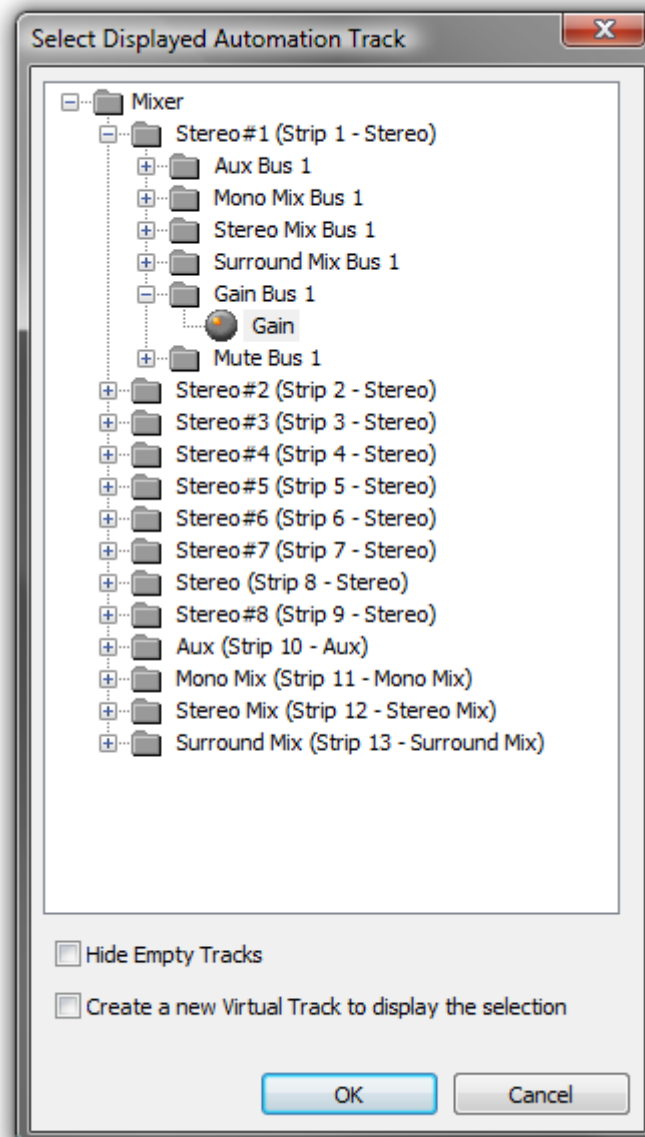 Select Displayed Automation Track
Mixer
Stereo#1 (Strip 1 - Stereo)
Aux Bus 1
Mono Mix Bus 1
Stereo Mix Bus 1
Surround Mix Bus 1
Gain Bus 1
Gain
Mute Bus 1
Stereo#2 (Strip 2 - Stereo)
Stereo#3 (Strip 3 - Stereo)
Stereo#4 (Strip 4 - Stereo)
Stereo#5 (Strip 5 - Stereo)
Stereo#6 (Strip 6 - Stereo)
Stereo#7 (Strip 7 - Stereo)
Stereo (Strip 8 - Stereo)
Stereo#8 (Strip 9 - Stereo)
Aux (Strip 10 - Aux)
Mono Mix (Strip 11 - Mono Mix)
Stereo Mix (Strip 12 - Stereo Mix)
Surround Mix (Strip 13 - Surround Mix)
Hide Empty Tracks
Create a new Virtual Track to display the selection
OK Cancel